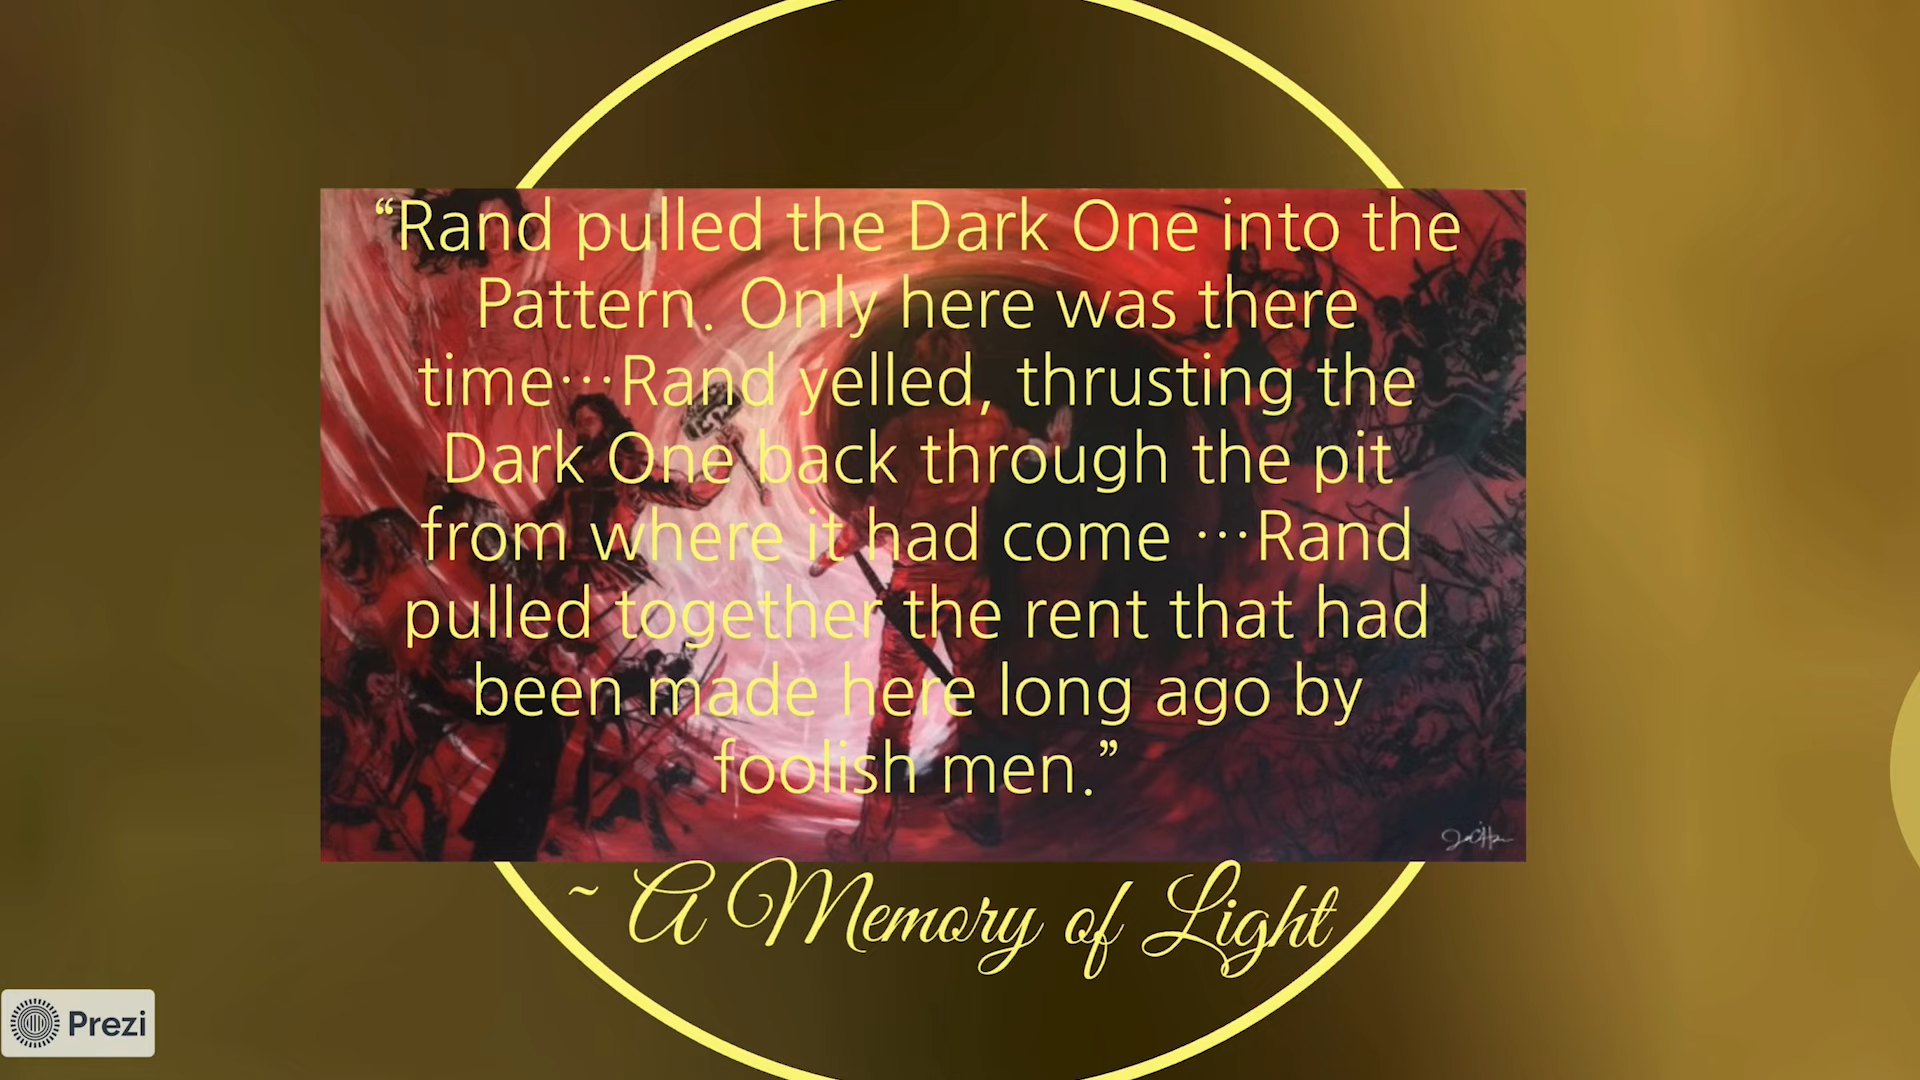 “Rand pulled the Dark One into the
Pattern. Only here was there
time…Rand yelled, thrusting the
Dark One back through the pit
from where it had come …Rand
pulled together the rent that had
been made here long ago by
foolish men.”
~ A Memory of Light
Prezi